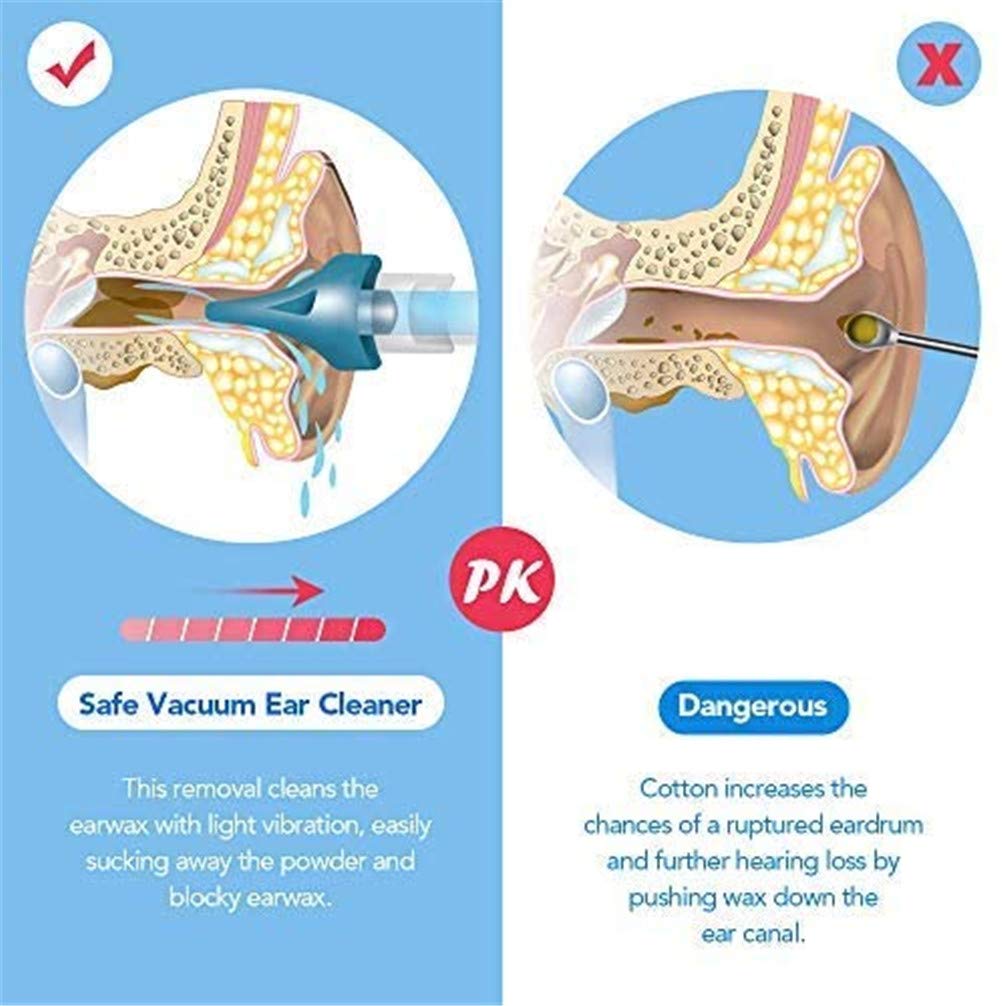 PK
Safe Vacuum Ear Cleaner
This removal cleans the
earwax with light vibration, easily
sucking away the powder and
blocky earwax.
Dangerous
Cotton increases the
chances of a ruptured eardrum
and further hearing loss by
pushing wax down the
ear canal.